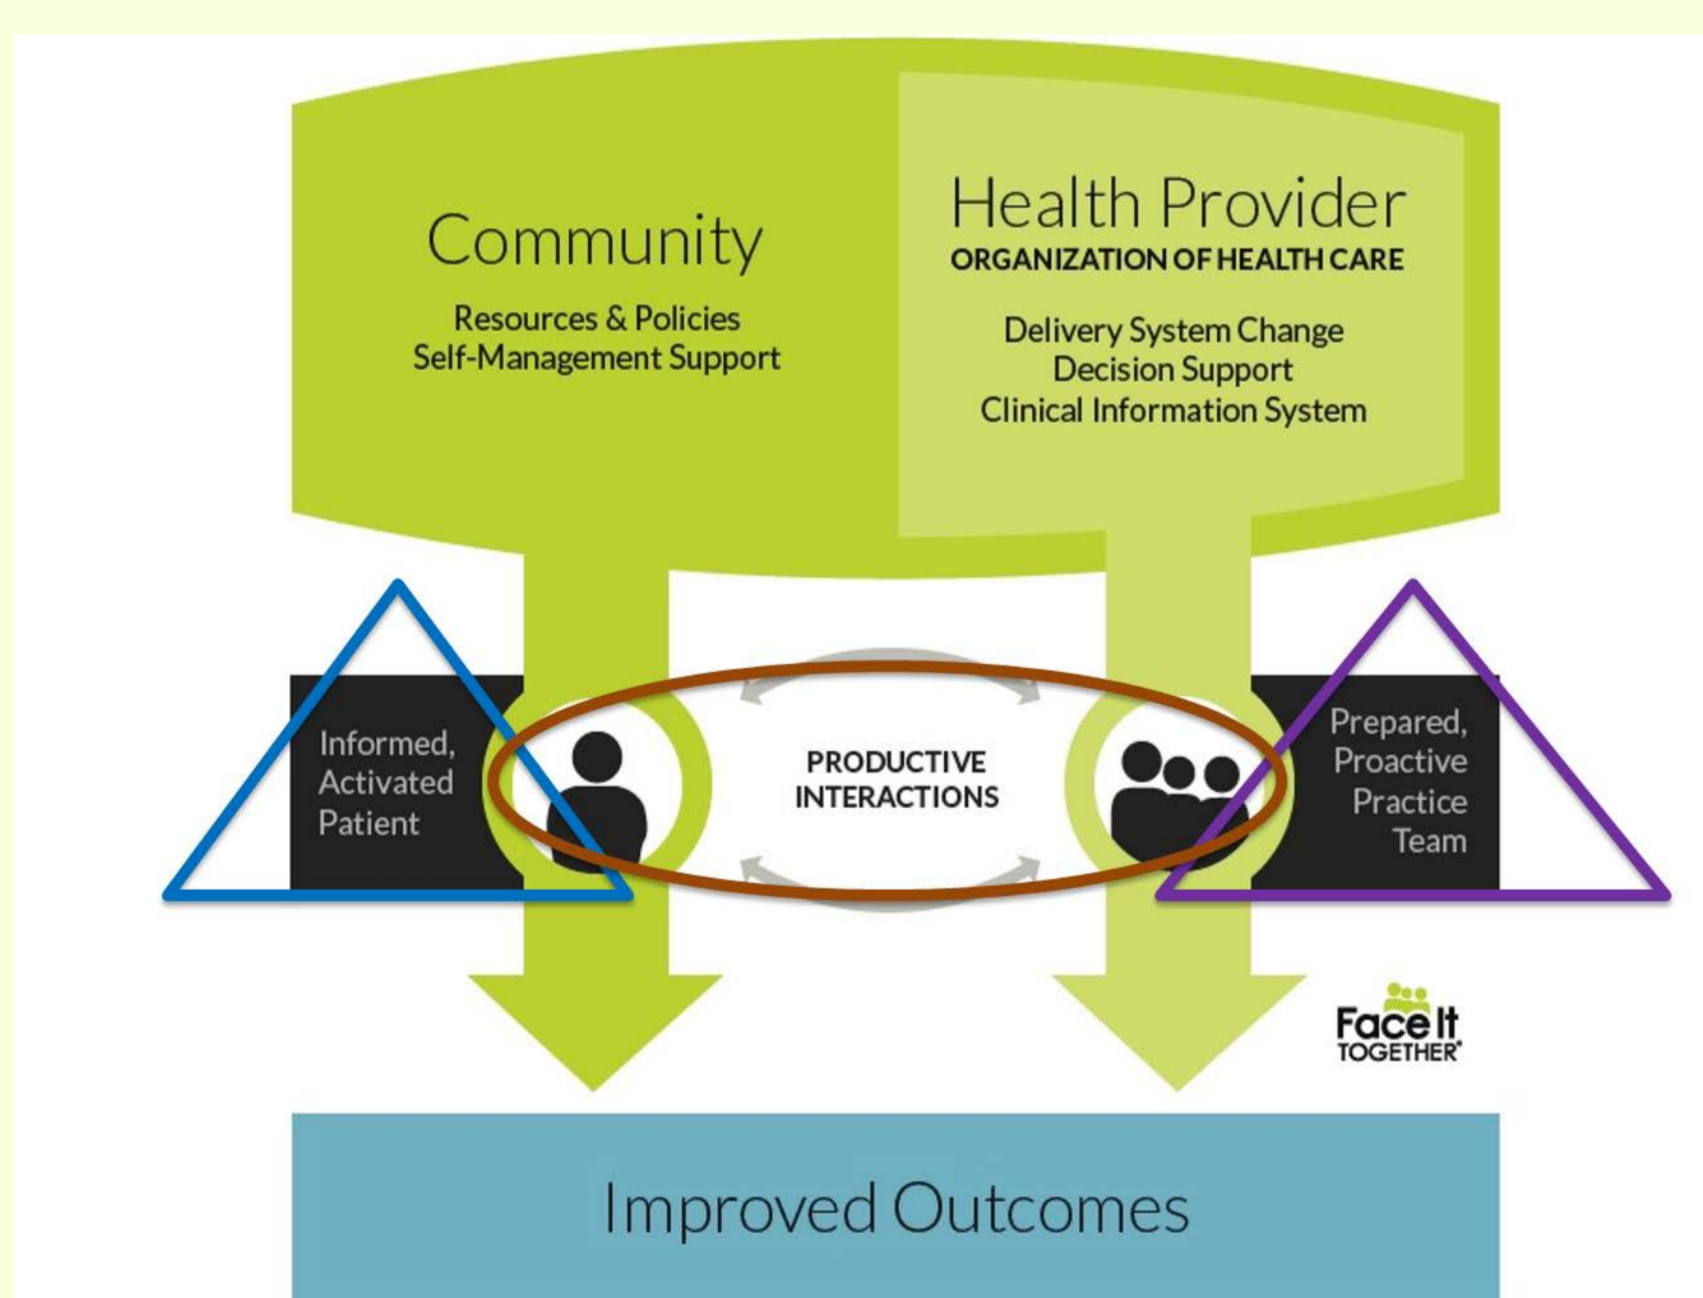 Community
Resources & Policies
Self-Management Support
Health Provider
ORGANIZATION OF HEALTH CARE
Delivery System Change
Decision Support
Clinical Information System
Informed,
Activated
Patient
PRODUCTIVE
INTERACTIONS
Prepared,
Proactive
Practice
Team
Face It
TOGETHER®
Improved Outcomes